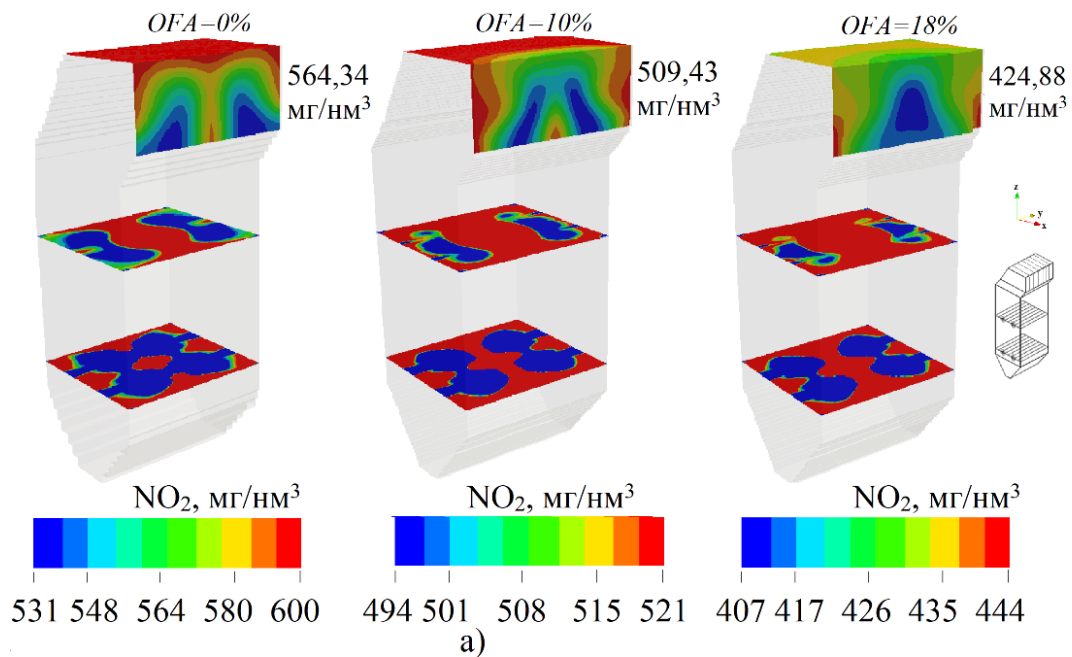 OFA–0%
OFA–10%
OFA=18%
564,34
мг/нм³
509,43
мг/нм³
424,88
мг/нм³
z
y
x
NO₂, мг/нм³
NO₂, мг/нм³
NO₂, мг/нм³
531 548 564 580 600
494 501 508 515 521
407 417 426 435 444
а)